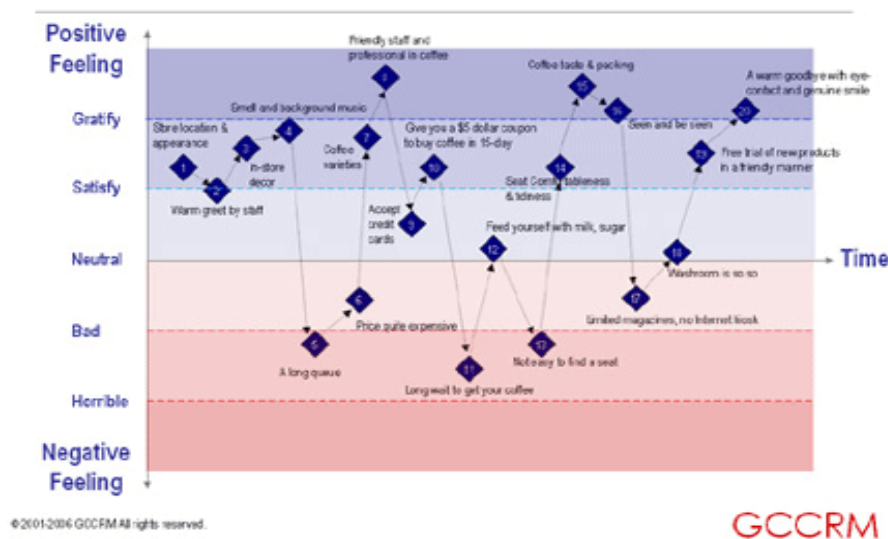 Positive
Feeling
Gratify
Satisfy
Neutral
Bad
Horrible
Negative
Feeling
Time
Store location &
appearance
1
2
Warm greet by staff
3
in-store
decor
Smell and background music
4
5
A long queue
6
Price quite expensive
7
Coffee
varieties
8
Friendly staff and
professional in coffee
9
Accept
credit
cards
10
Give you a $5 dollar coupon
to buy coffee in 15-day
11
Long wait to get your coffee
12
Feed yourself with milk, sugar
13
Not easy to find a seat
14
Seat Comfortableness
& tidiness
15
Coffee taste & packing
16
Seen and be seen
17
Limited magazines, no Internet kiosk
18
Washroom is so so
19
Free trial of new products
in a friendly manner
20
A warm goodbye with eye-
contact and genuine smile
© 2001-2006 GCCRM All rights reserved.
GCCRM